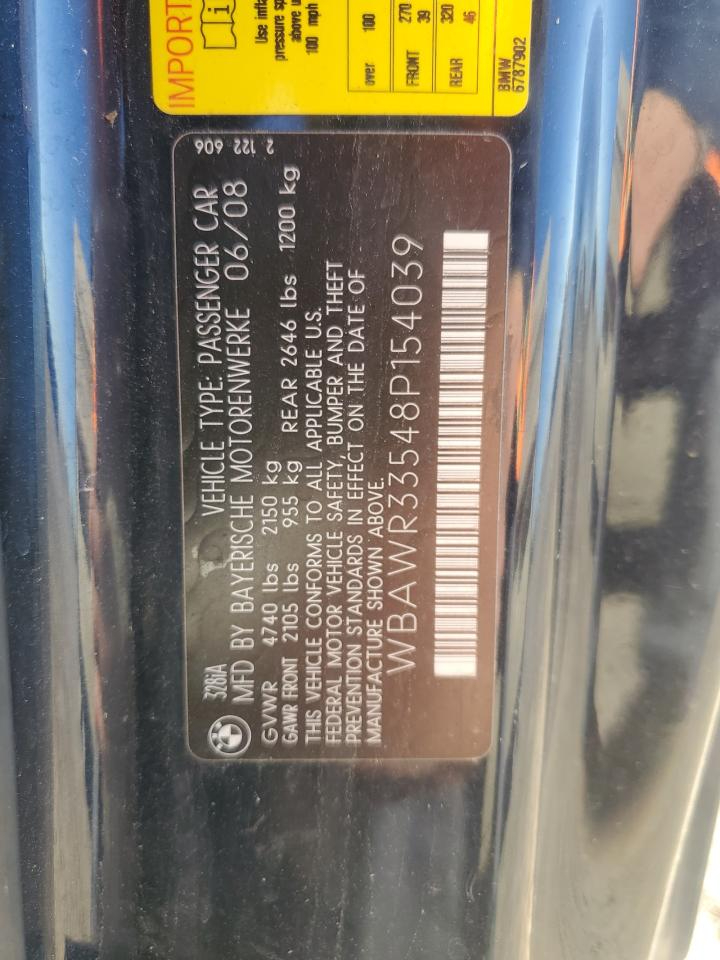 IMPORT
Use infl
pressure sp
above u
100 mph
over 100
FRONT 270 39
REAR 320 46
BMW
6787902
2 122 606
328iA VEHICLE TYPE: PASSENGER CAR
MFD BY BAYERISCHE MOTORENWERKE 06/08
GVWR 4740 lbs 2150 kg
GAWR FRONT 2105 lbs 955 kg REAR 2646 lbs 1200 kg
THIS VEHICLE CONFORMS TO ALL APPLICABLE U.S.
FEDERAL MOTOR VEHICLE SAFETY, BUMPER AND THEFT
PREVENTION STANDARDS IN EFFECT ON THE DATE OF
MANUFACTURE SHOWN ABOVE.
WBAWR33548P154039